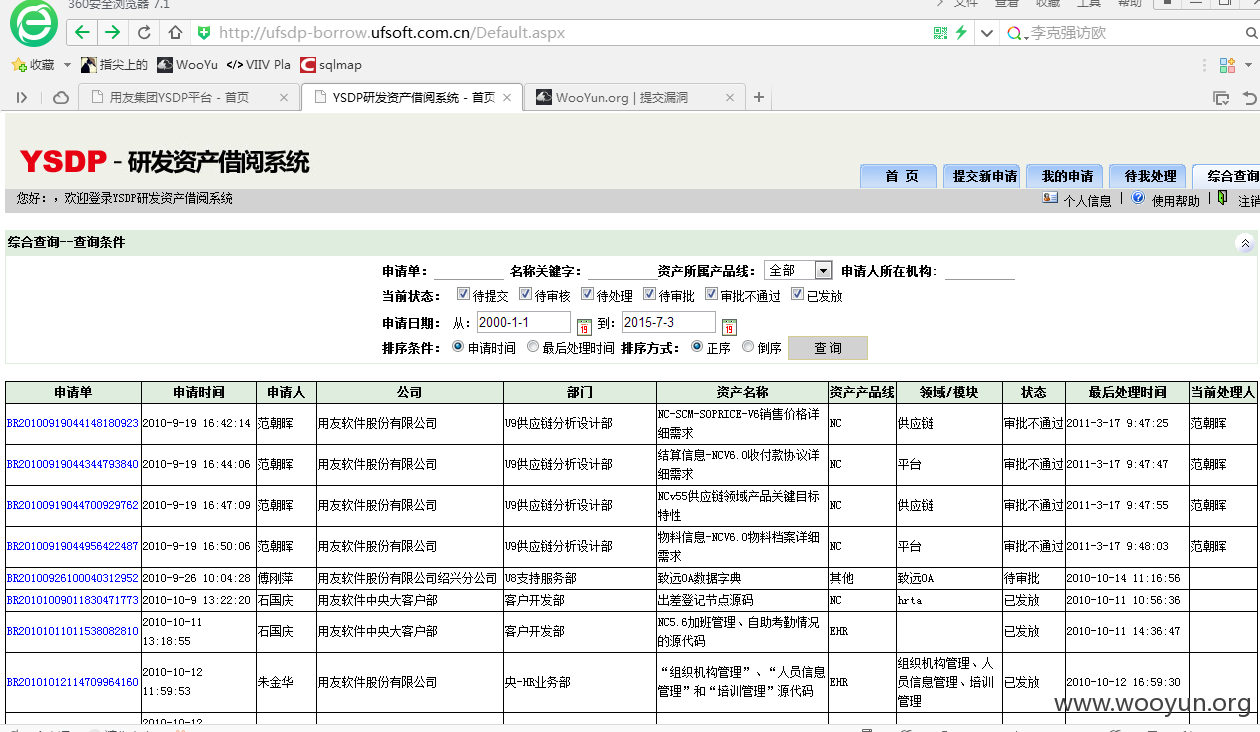 360安全浏览器 7.1
文件 查看 收藏 工具 帮助
http://ufsdp-borrow.ufsoft.com.cn/Default.aspx 李克强访欧
收藏 指尖上的 WooYu </> VIIV Pla sqlmap
用友集团YSDP平台 - 首页 YSDP研发资产借阅系统 - 首页 WooYun.org | 提交漏洞
YSDP - 研发资产借阅系统
首 页 提交新申请 我的申请 待我处理 综合查询
您好：，欢迎登录YSDP研发资产借阅系统 个人信息 | 使用帮助 | 注销
综合查询--查询条件
申请单： 名称关键字： 资产所属产品线： 全部 申请人所在机构:
当前状态： 待提交 待审核 待处理 待审批 审批不通过 已发放
申请日期： 从: 2000-1-1 19 到: 2015-7-3 19
排序条件： 申请时间 最后处理时间 排序方式： 正序 倒序 查 询
申请单 申请时间 申请人 公司 部门 资产名称 资产产品线 领域/模块 状态 最后处理时间 当前处理人
BR20100919044148180923 2010-9-19 16:42:14 范朝晖 用友软件股份有限公司 U9供应链分析设计部 NC-SCM-SOPRICE-V6销售价格详细需求 NC 供应链 审批不通过 2011-3-17 9:47:25 范朝晖
BR20100919044344793840 2010-9-19 16:44:06 范朝晖 用友软件股份有限公司 U9供应链分析设计部 结算信息-NCV6.0收付款协议详细需求 NC 平台 审批不通过 2011-3-17 9:47:47 范朝晖
BR20100919044700929762 2010-9-19 16:47:09 范朝晖 用友软件股份有限公司 U9供应链分析设计部 NCv55供应链领域产品关键目标特性 NC 供应链 审批不通过 2011-3-17 9:47:55 范朝晖
BR20100919044956422487 2010-9-19 16:50:06 范朝晖 用友软件股份有限公司 U9供应链分析设计部 物料信息-NCV6.0物料档案详细需求 NC 平台 审批不通过 2011-3-17 9:48:03 范朝晖
BR20100926100040312952 2010-9-26 10:04:28 傅刚萍 用友软件股份有限公司绍兴分公司 U8支持服务部 致远OA数据字典 其他 致远OA 待审批 2010-10-14 11:16:56
BR20101009011830471773 2010-10-9 13:22:20 石国庆 用友软件中央大客户部 客户开发部 出差登记节点源码 NC hrta 已发放 2010-10-11 10:56:36
BR20101011011538082810 2010-10-11 13:18:55 石国庆 用友软件中央大客户部 客户开发部 NC5.6加班管理、自助考勤情况的源代码 EHR 已发放 2010-10-11 14:36:47
BR20101012114709964160 2010-10-12 11:59:53 朱金华 用友软件股份有限公司 央-HR业务部 “组织机构管理”、“人员信息管理”和“培训管理”源代码 EHR 组织机构管理、人员信息管理、培训管理 已发放 2010-10-12 16:59:30
2010-10-12
www.wooyun.org